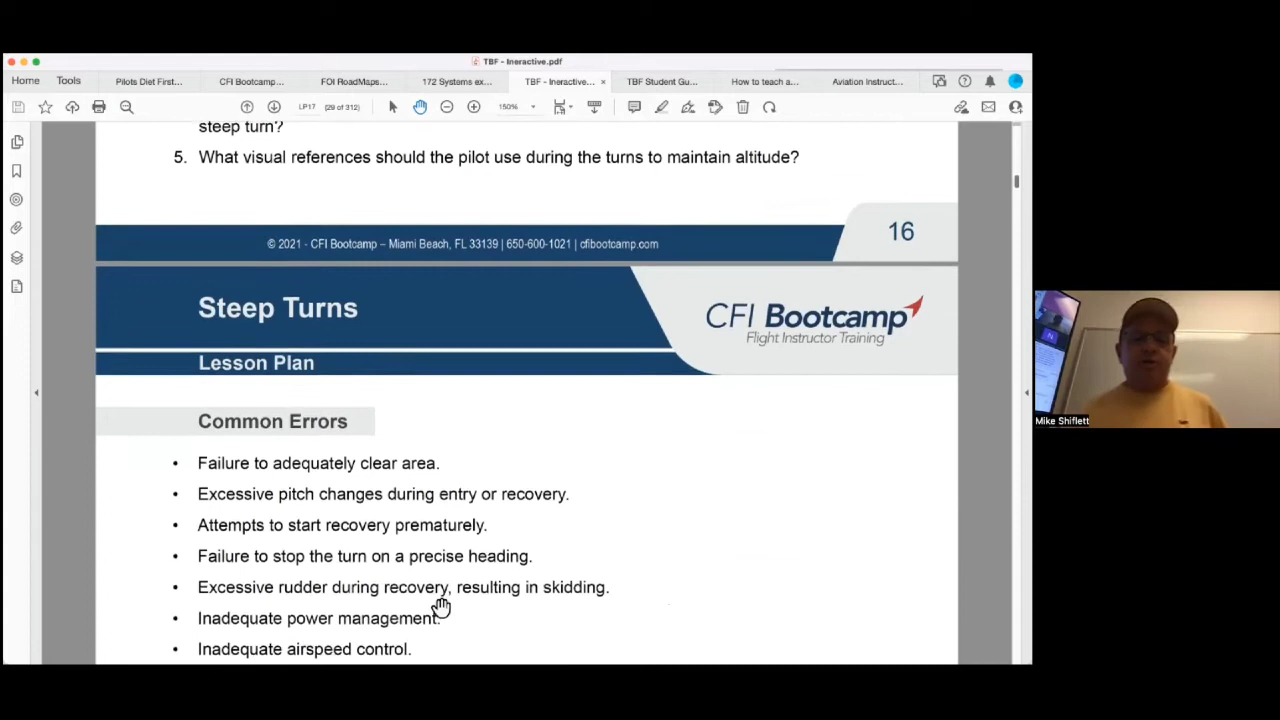 TBF - Ineractive.pdf
Home Tools Pilots Diet First... CFI Bootcamp... FOI RoadMaps... 172 Systems ex... TBF - Ineractive... × TBF Student Gu... How to teach a... Aviation Instruct...
LP17 (29 of 312) 150%
steep turn?
5. What visual references should the pilot use during the turns to maintain altitude?
© 2021 - CFI Bootcamp – Miami Beach, FL 33139 | 650-600-1021 | cfibootcamp.com
16
Steep Turns
CFI Bootcamp
Flight Instructor Training
Lesson Plan
Common Errors
• Failure to adequately clear area.
• Excessive pitch changes during entry or recovery.
• Attempts to start recovery prematurely.
• Failure to stop the turn on a precise heading.
• Excessive rudder during recovery, resulting in skidding.
• Inadequate power management.
• Inadequate airspeed control.
Mike Shiflett